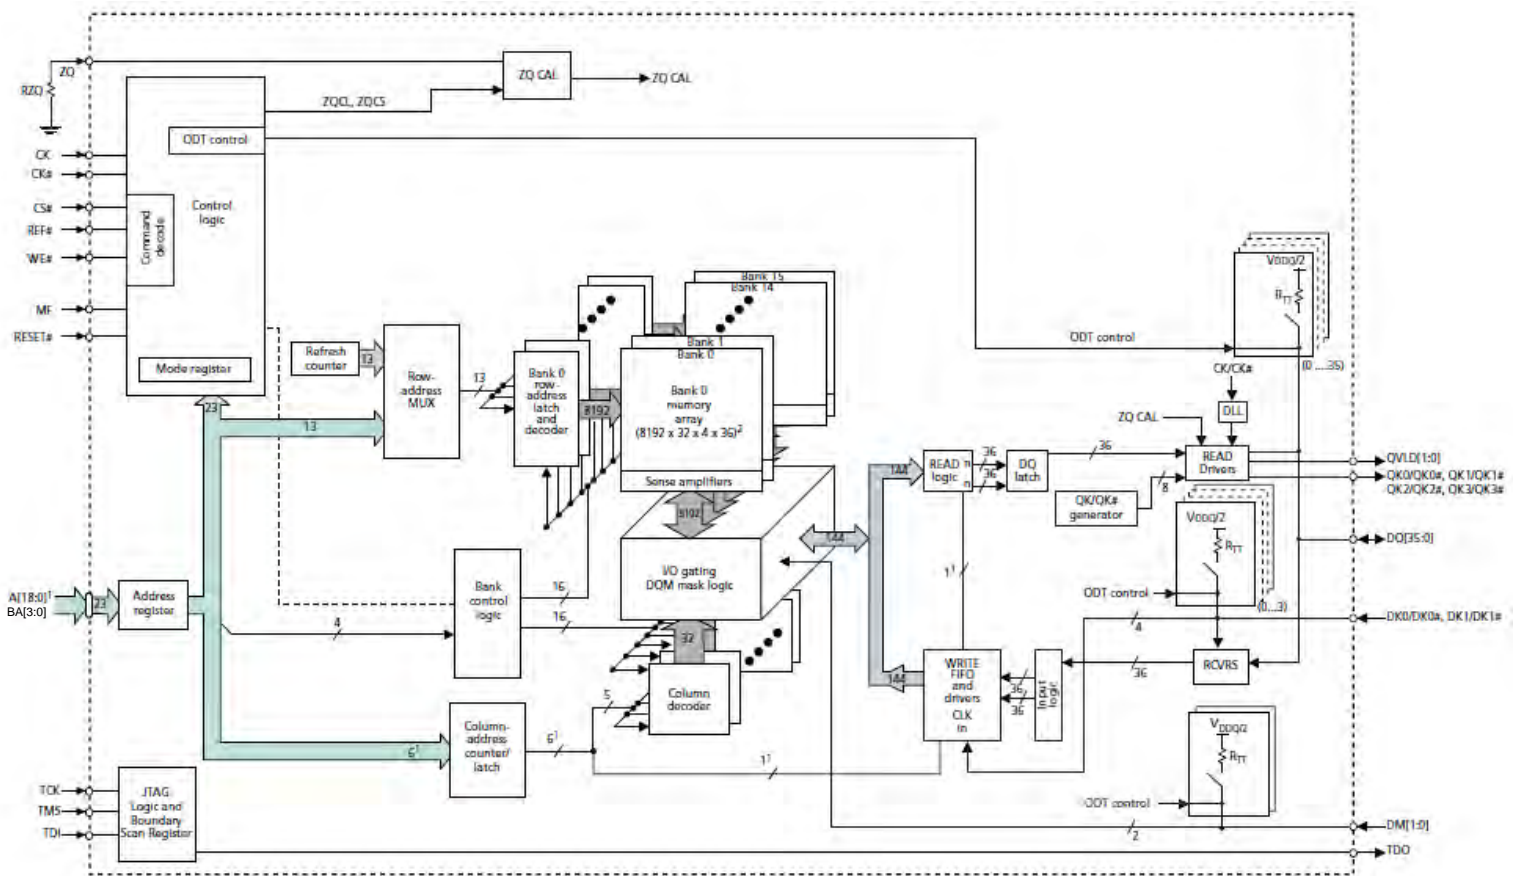 ZQ
RZQ
ZQ CAL
ZQ CAL
ZQCL, ZQCS
ODT control
CK
CK#
CS#
REF#
WE#
MF
RESET#
Control
logic
Command
decode
Mode register
23
13
Refresh
counter
13
Row-
address
MUX
13
Bank 0
row-
address
latch
and
decoder
8192
Bank 15
Bank 14
Bank 1
Bank 0
Bank 0
memory
array
(8192 x 32 x 4 x 36)2
Sense amplifiers
8192
I/O gating
DQM mask logic
32
Column
decoder
5
144
144
144
READ
logic
n
n
36
36
DQ
latch
36
ZQ CAL
CK/CK#
DLL
READ
Drivers
QK/QK#
generator
8
ODT control
VDDQ/2
RTT
(0 ....35)
QVLD[1:0]
QK0/QK0#, QK1/QK1#
QK2/QK2#, QK3/QK3#
VDDQ/2
RTT
ODT control
(0...3)
DQ[35:0]
4
DK0/DK0#, DK1/DK1#
RCVRS
36
Input
logic
36
36
WRITE
FIFO
and
drivers
CLK
in
11
VDDQ/2
RTT
ODT control
2
DM[1:0]
TDO
A[18:0]1
BA[3:0]
23
Address
register
4
Bank
control
logic
16
16
61
Column-
address
counter/
latch
61
11
TCK
TMS
TDI
JTAG
Logic and
Boundary
Scan Register